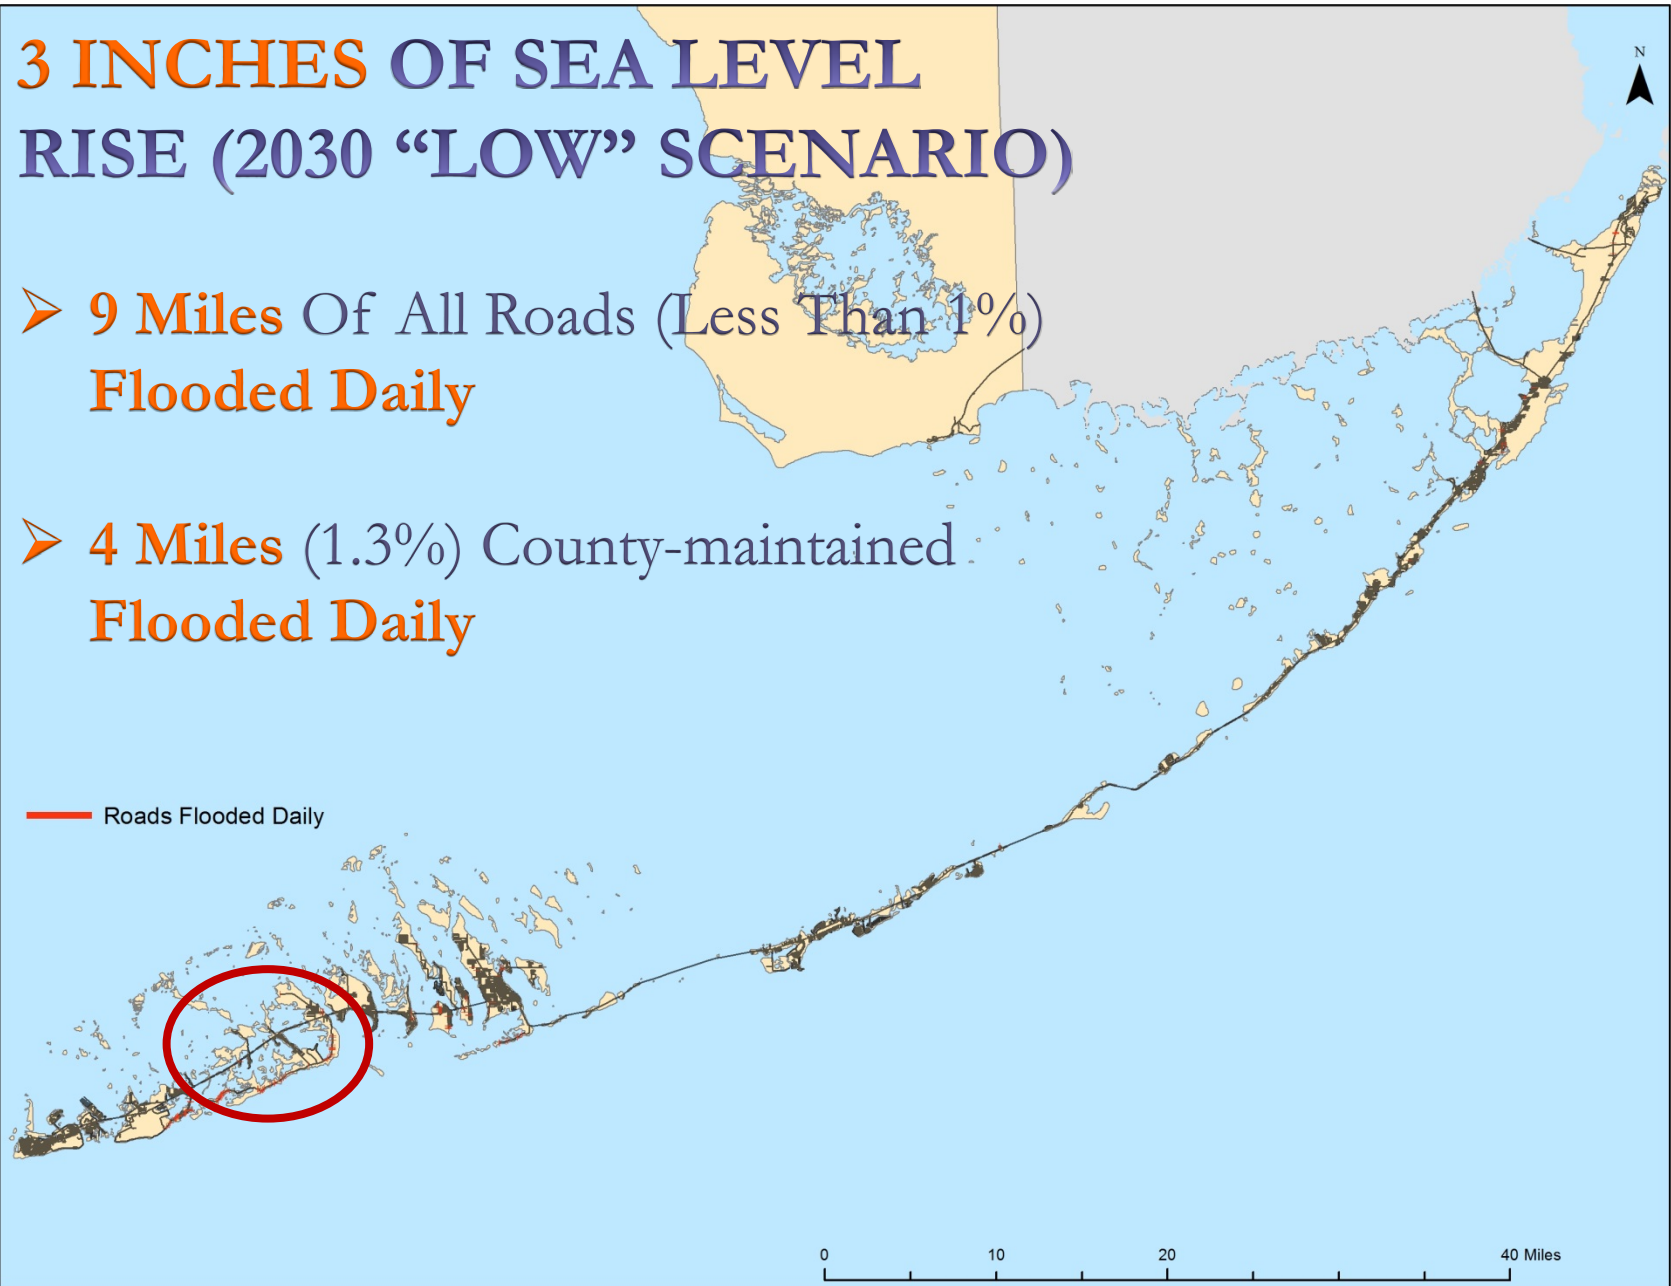 3 INCHES OF SEA LEVEL
RISE (2030 “LOW” SCENARIO)
N
➢ 9 Miles Of All Roads (Less Than 1%)
Flooded Daily
➢ 4 Miles (1.3%) County-maintained
Flooded Daily
Roads Flooded Daily
0 10 20 40 Miles